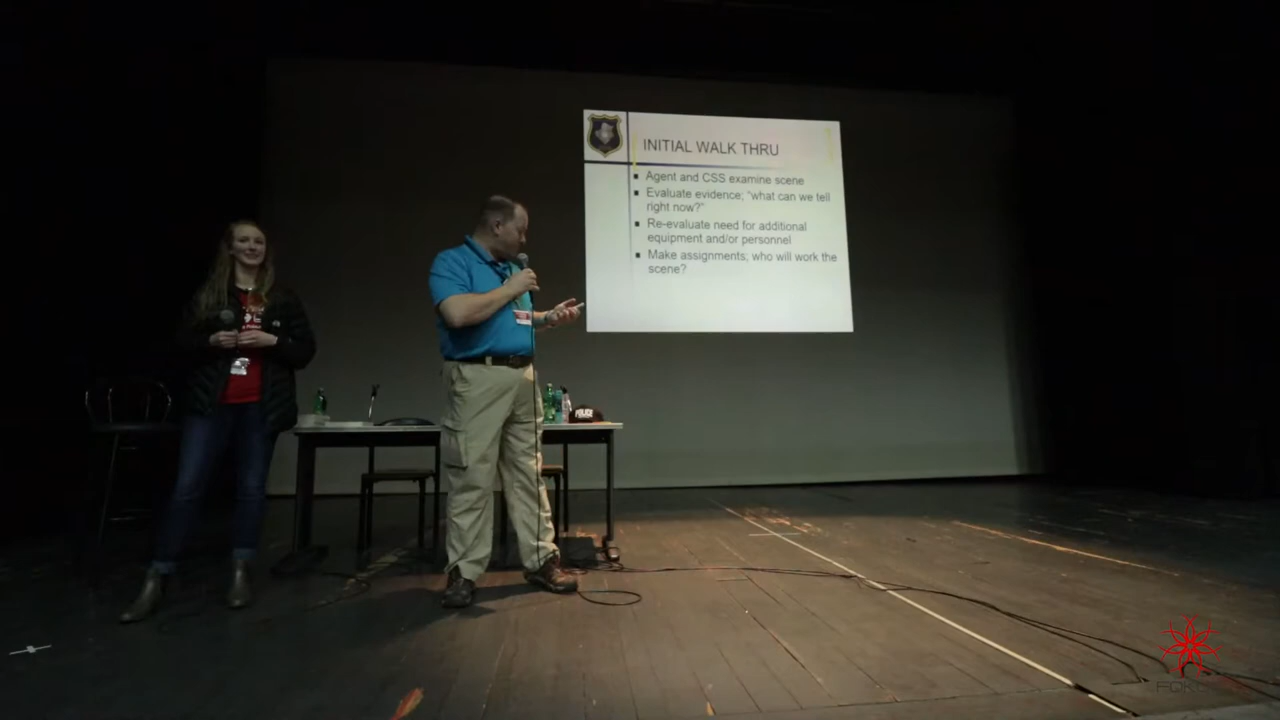 INITIAL WALK THRU
▪ Agent and CSS examine scene
▪ Evaluate evidence; "what can we tell
right now?"
▪ Re-evaluate need for additional
equipment and/or personnel
▪ Make assignments; who will work the
scene?
POLICE